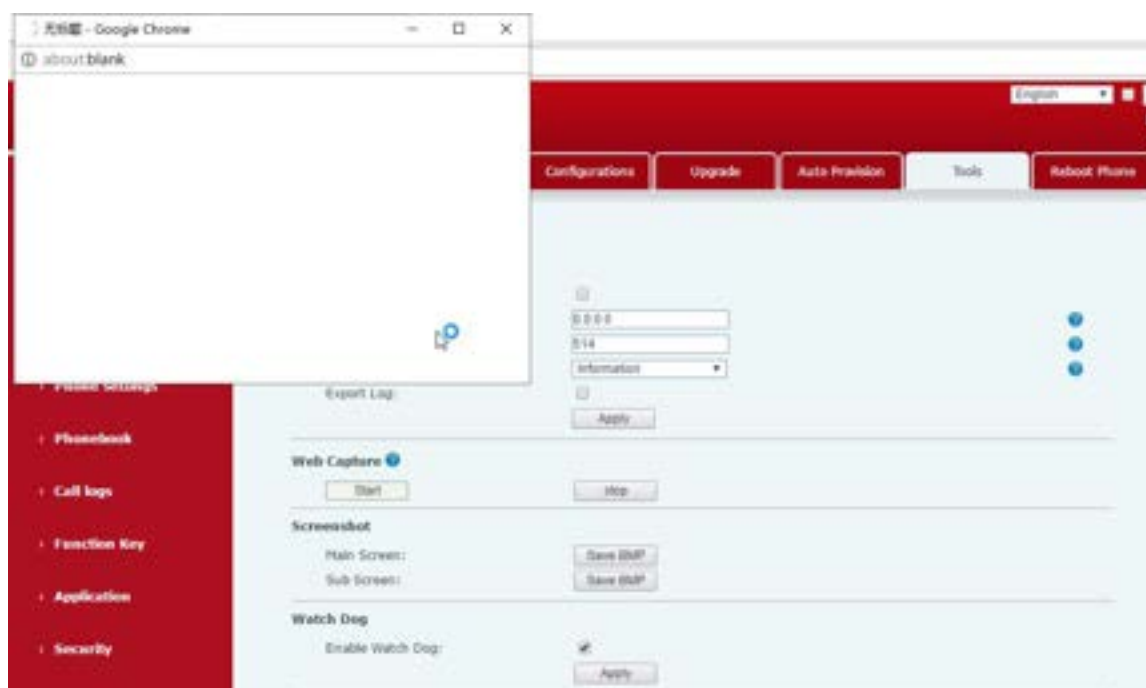 无标题 - Google Chrome
about:blank
English
Configurations
Upgrade
Auto Provision
Tools
Reboot Phone
0.0.0.0
514
Information
Phone Settings
Export Log:
Apply
Phonebook
Web Capture
Call logs
Start
stop
Screenshot
Function Key
Main Screen:
Save BMP
Sub Screen:
Save BMP
Application
Watch Dog
Security
Enable Watch Dog:
Apply